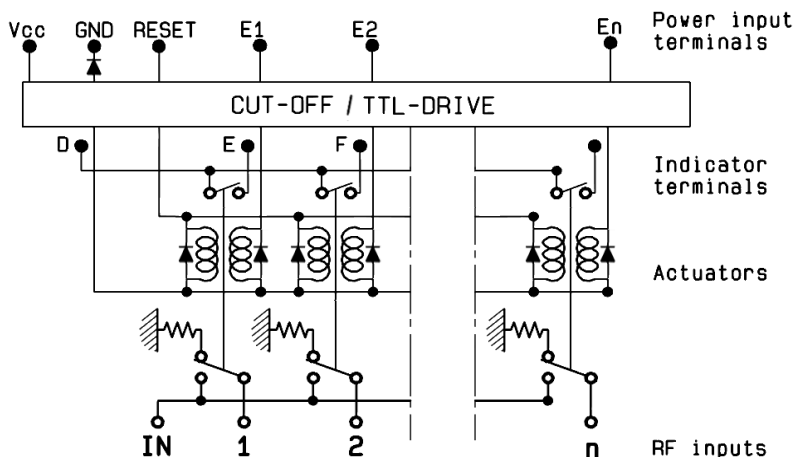 Vcc GND RESET E1 E2 En Power input
terminals
CUT-OFF / TTL-DRIVE
D E F
Indicator
terminals
Actuators
IN 1 2 n RF inputs